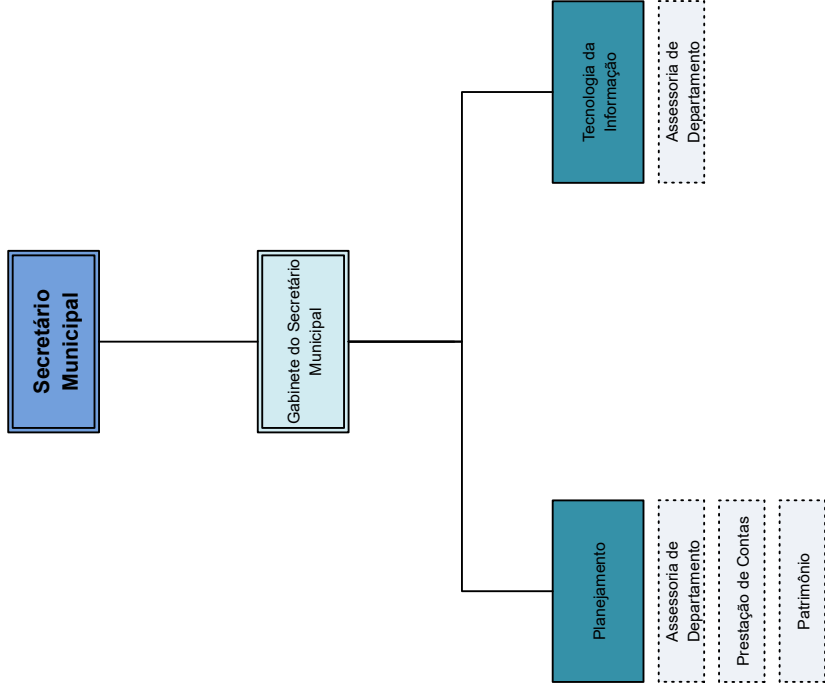 Secretário
Municipal
Gabinete do Secretário
Municipal
Planejamento
Assessoria de
Departamento
Prestação de Contas
Patrimônio
Tecnologia da
Informação
Assessoria de
Departamento